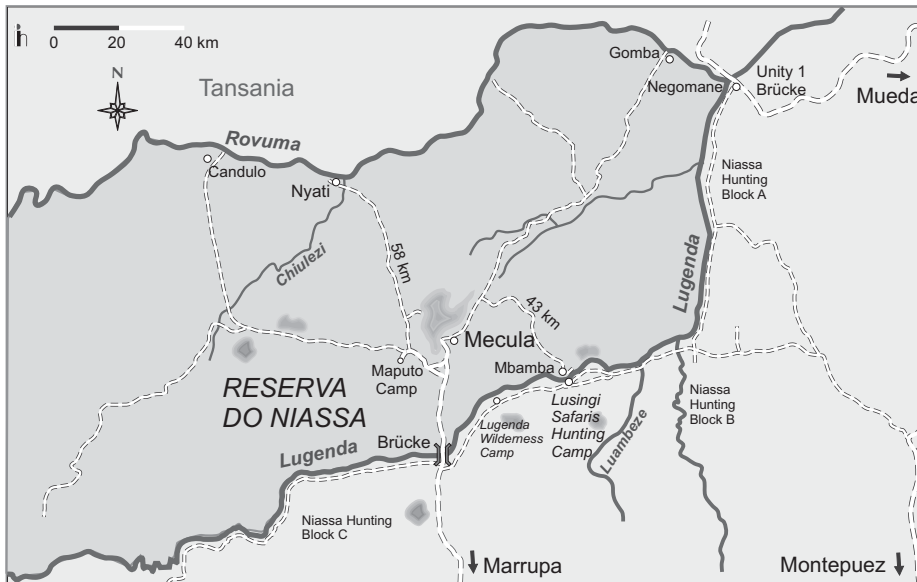 0 20 40 km
N
Tansania
Gomba
Negomane
Unity 1
Brücke
Mueda
Rovuma
Candulo
Nyati
Niassa
Hunting
Block A
Chiulezi
58 km
Lugenda
43 km
Mecula
Maputo
Camp
Mbamba
RESERVA
DO NIASSA
Lusingi
Safaris
Hunting
Camp
Lugenda
Wilderness
Camp
Luambeze
Niassa
Hunting
Block B
Brücke
Lugenda
Niassa Hunting
Block C
Marrupa
Montepuez